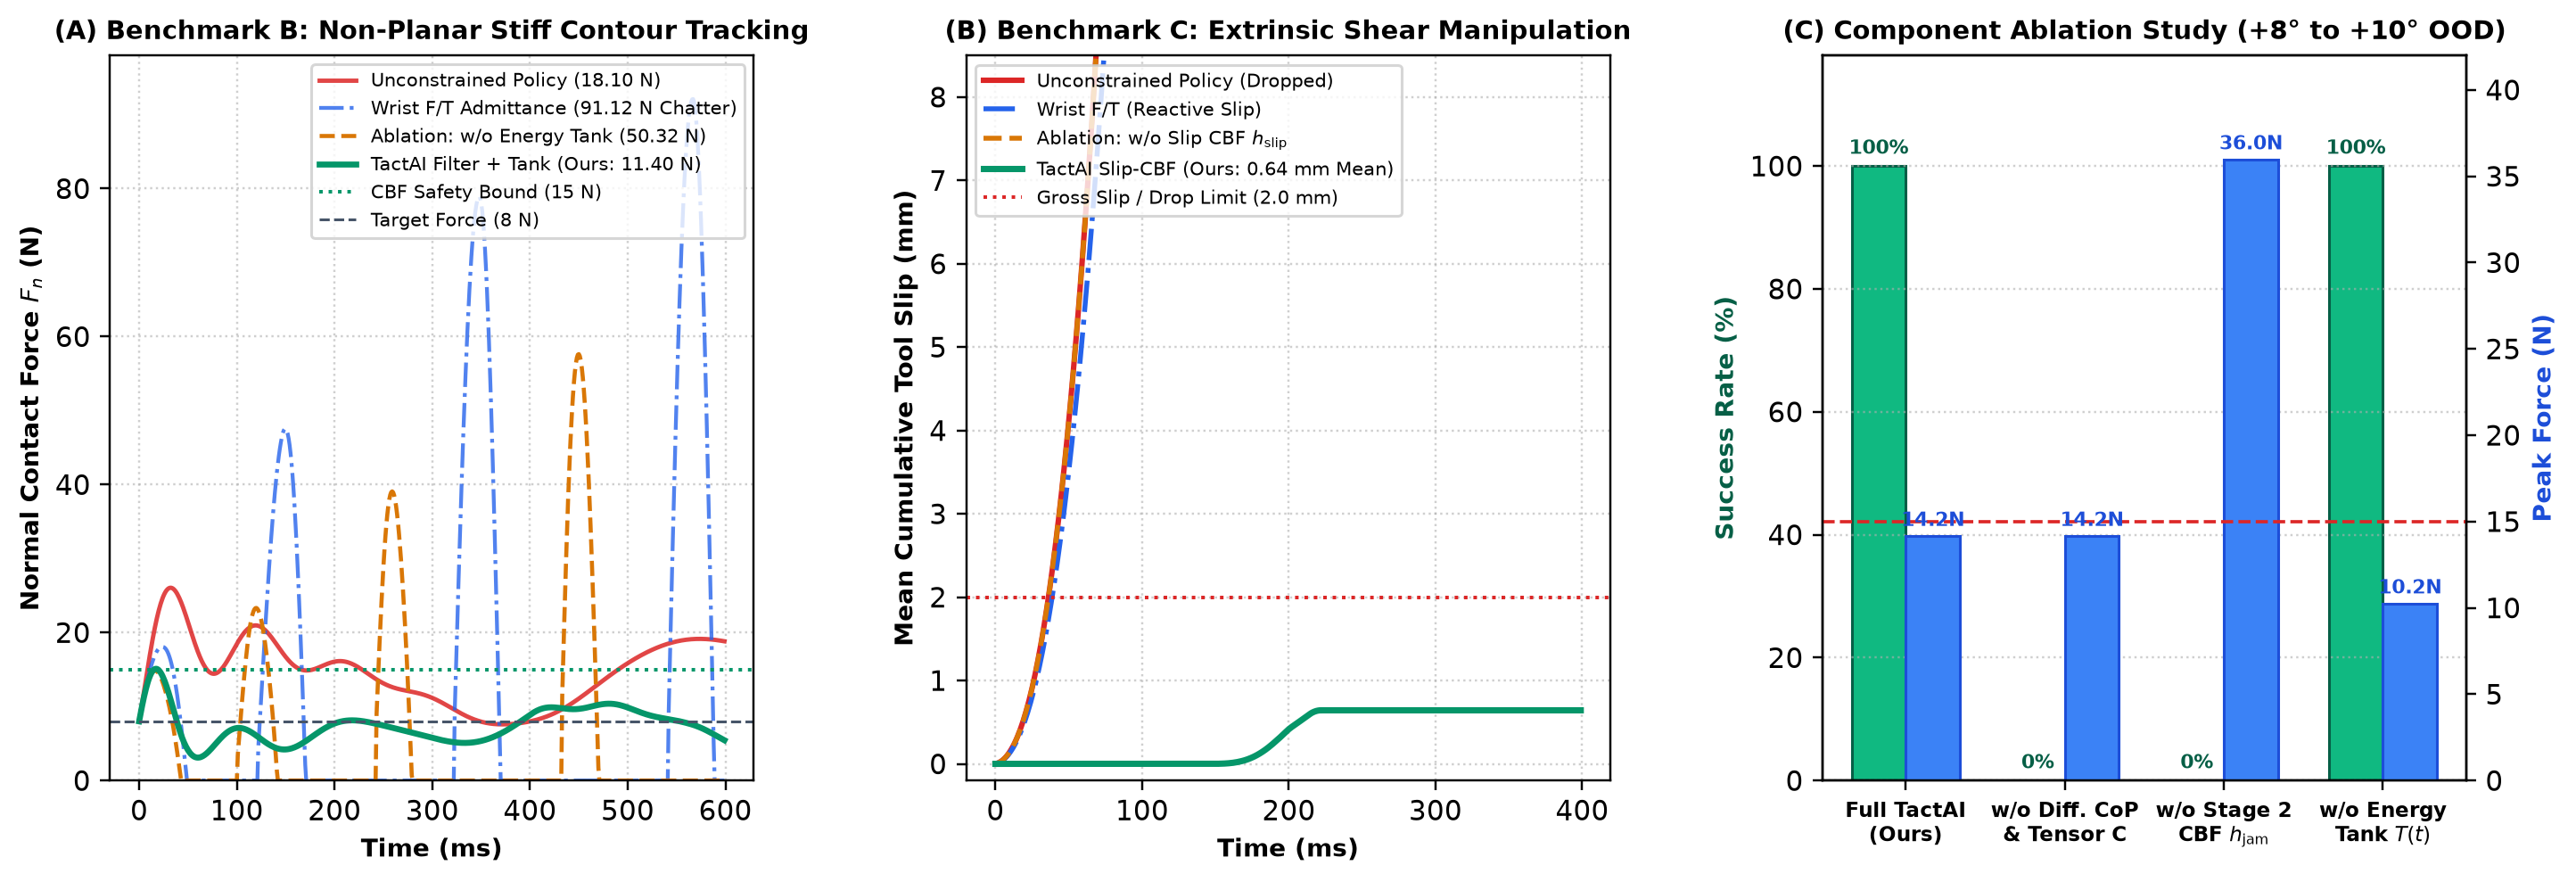 (A) Benchmark B: Non-Planar Stiff Contour Tracking
Normal Contact Force Fn (N)
80
60
40
20
0
Unconstrained Policy (18.10 N)
Wrist F/T Admittance (91.12 N Chatter)
Ablation: w/o Energy Tank (50.32 N)
TactAI Filter + Tank (Ours: 11.40 N)
CBF Safety Bound (15 N)
Target Force (8 N)
0 100 200 300 400 500 600
Time (ms)
(B) Benchmark C: Extrinsic Shear Manipulation
Mean Cumulative Tool Slip (mm)
8
7
6
5
4
3
2
1
0
Unconstrained Policy (Dropped)
Wrist F/T (Reactive Slip)
Ablation: w/o Slip CBF hslip
TactAI Slip-CBF (Ours: 0.64 mm Mean)
Gross Slip / Drop Limit (2.0 mm)
0 100 200 300 400
Time (ms)
(C) Component Ablation Study (+8° to +10° OOD)
Success Rate (%)
100
80
60
40
20
0
100% 36.0N 100%
14.2N 14.2N
10.2N
0% 0%
40
35
30
25
20
15
10
5
0
Peak Force (N)
Full TactAI
(Ours)
w/o Diff. CoP
& Tensor C
w/o Stage 2
CBF hjam
w/o Energy
Tank T(t)